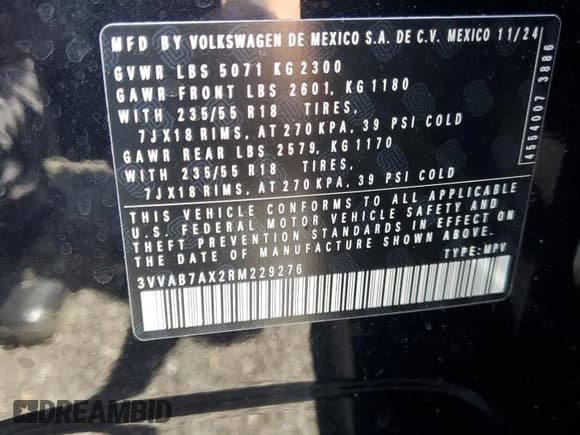 MFD BY VOLKSWAGEN DE MEXICO S.A. DE C.V. MEXICO 11/24
GVWR LBS 5071 KG 2300
GAWR-FRONT LBS 2601, KG 1180
WITH 235/55 R18 TIRES,
7JX18 RIMS, AT 270 KPA, 39 PSI COLD
GAWR REAR LBS 2579, KG 1170
WITH 235/55 R18 TIRES,
7JX18 RIMS, AT 270 KPA, 39 PSI COLD
THIS VEHICLE CONFORMS TO ALL APPLICABLE
U.S. FEDERAL MOTOR VEHICLE SAFETY AND
THEFT PREVENTION STANDARDS IN EFFECT ON
THE DATE OF MANUFACTURE SHOWN ABOVE.
3VVAB7AX2RM229276 TYPE:MPV
4554007 3886
DREAMBID